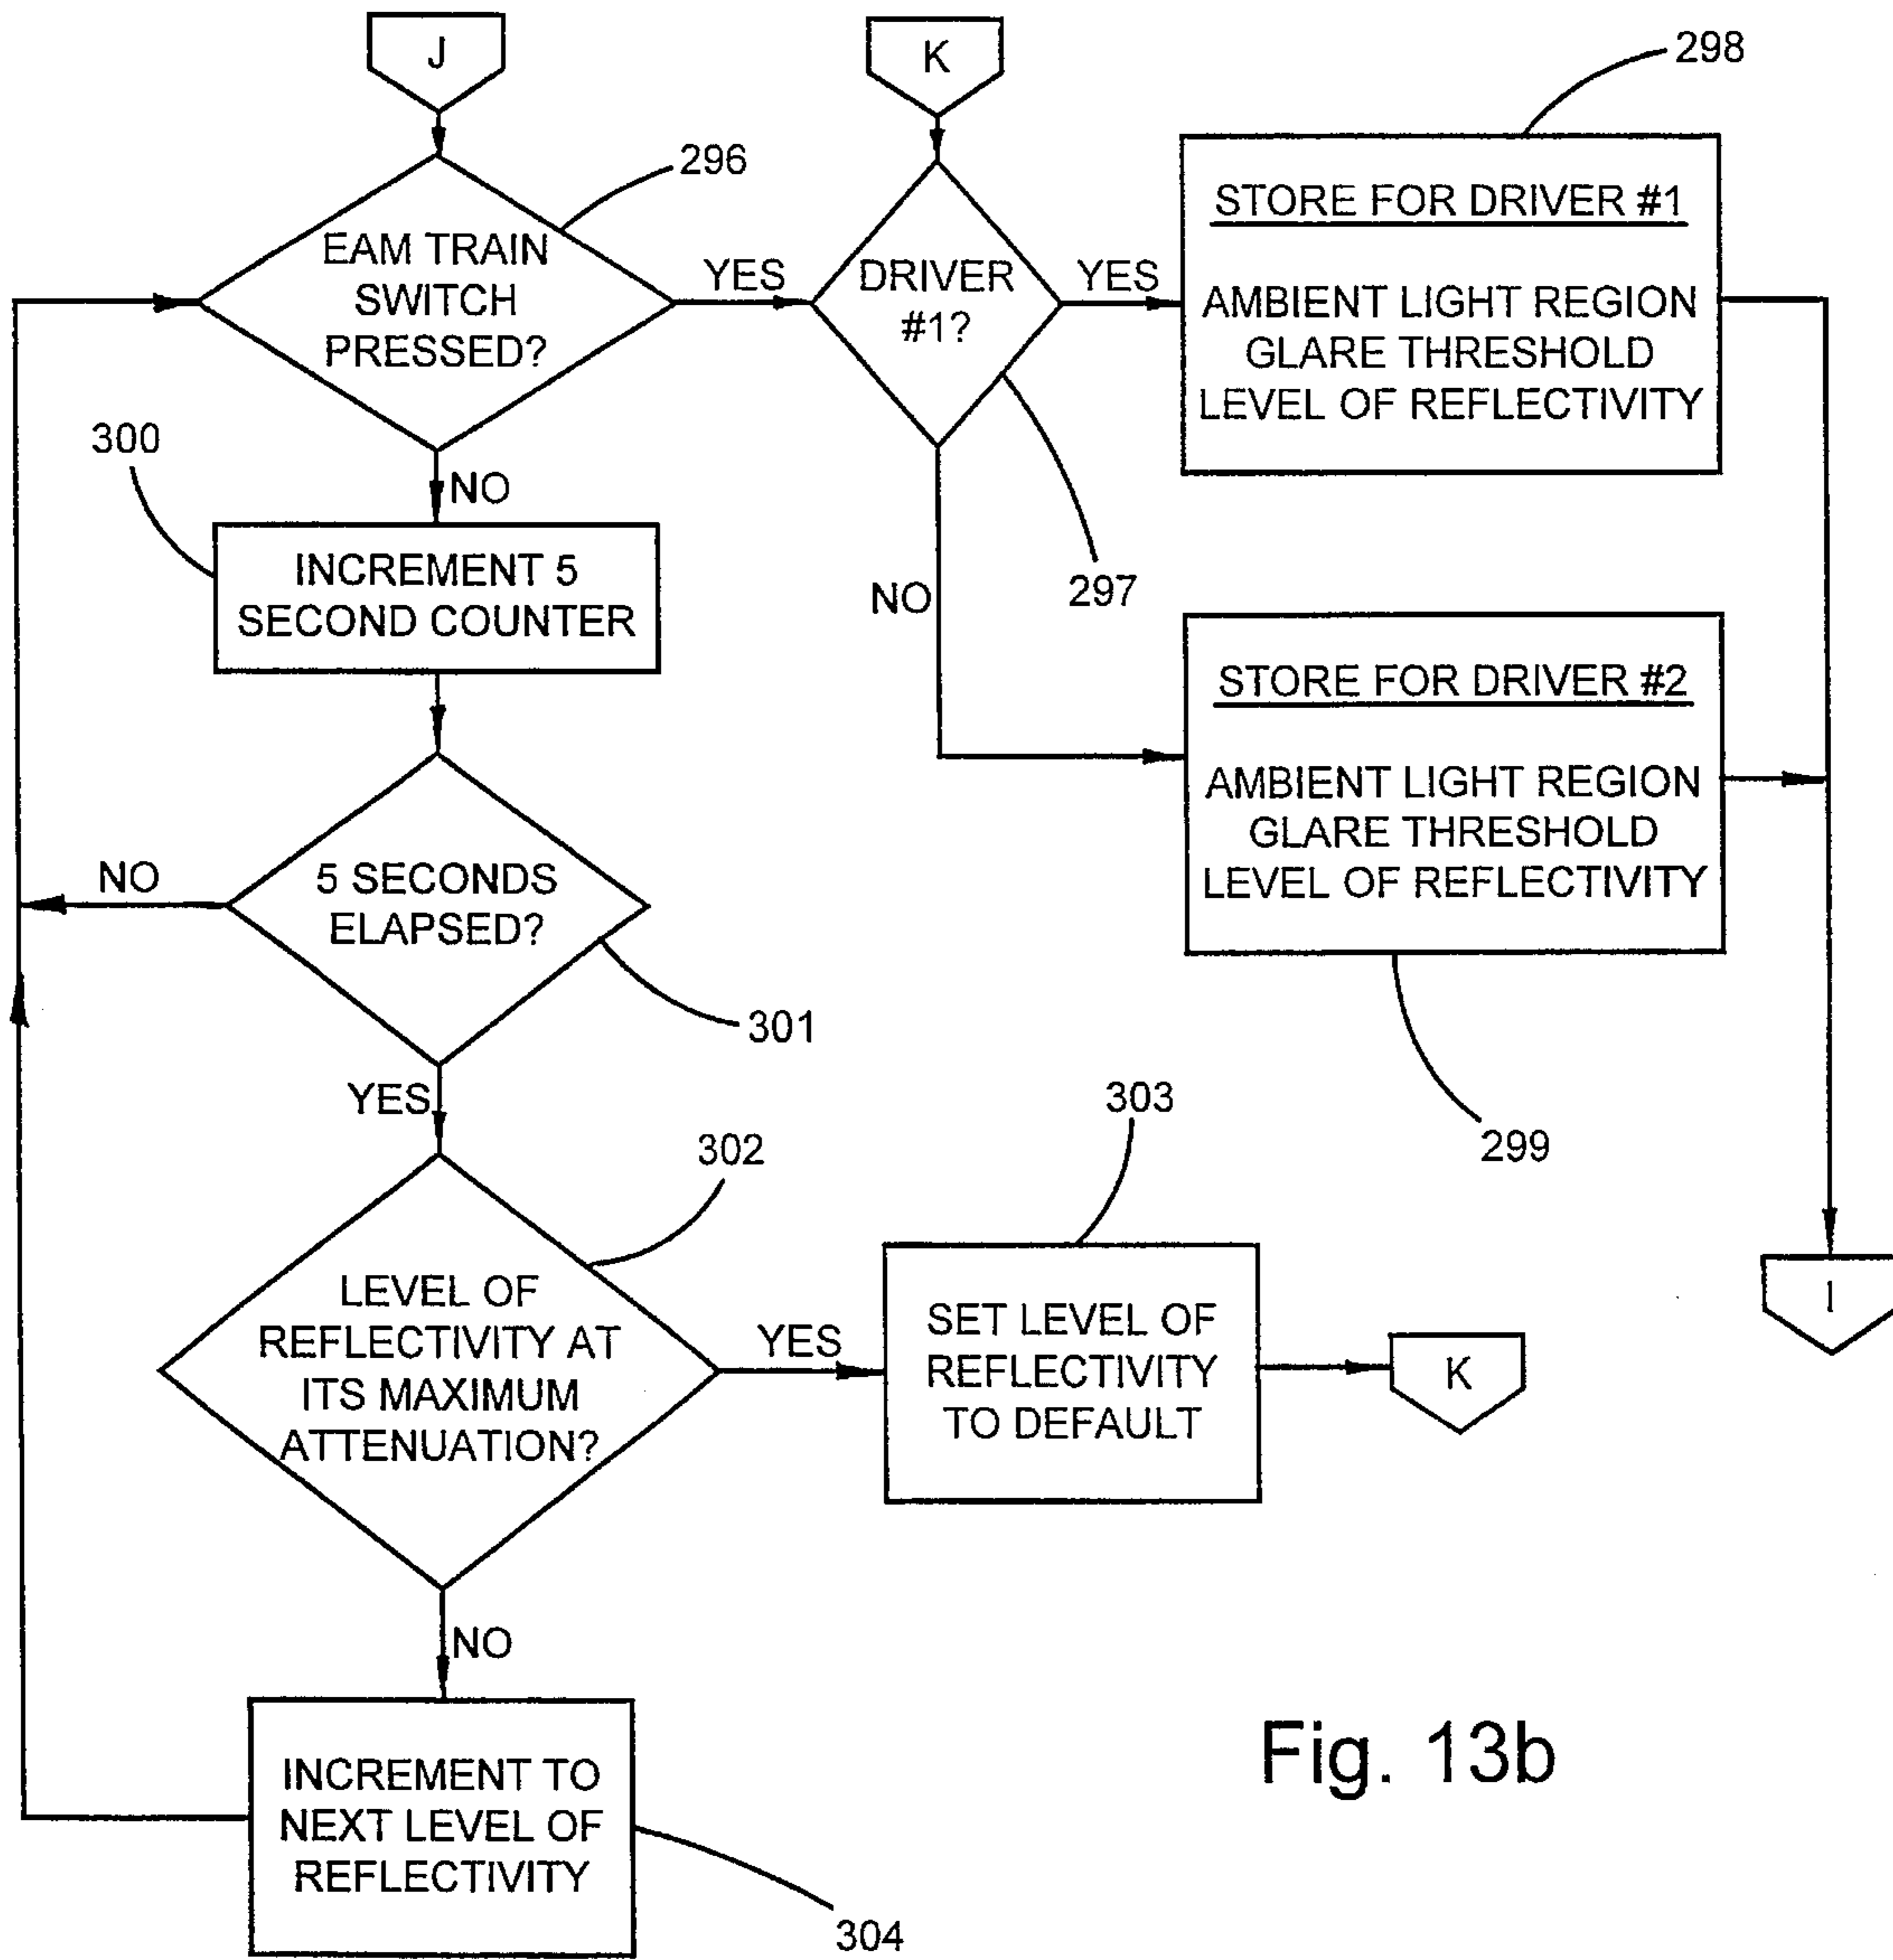 J
K
298
296
EAM TRAIN
SWITCH
PRESSED?
YES
DRIVER
#1?
YES
STORE FOR DRIVER #1
AMBIENT LIGHT REGION
GLARE THRESHOLD
LEVEL OF REFLECTIVITY
300
NO
297
INCREMENT 5
SECOND COUNTER
NO
STORE FOR DRIVER #2
AMBIENT LIGHT REGION
GLARE THRESHOLD
LEVEL OF REFLECTIVITY
299
NO
5 SECONDS
ELAPSED?
301
YES
302
303
LEVEL OF
REFLECTIVITY AT
ITS MAXIMUM
ATTENUATION?
YES
SET LEVEL OF
REFLECTIVITY
TO DEFAULT
K
I
NO
INCREMENT TO
NEXT LEVEL OF
REFLECTIVITY
304
Fig. 13b